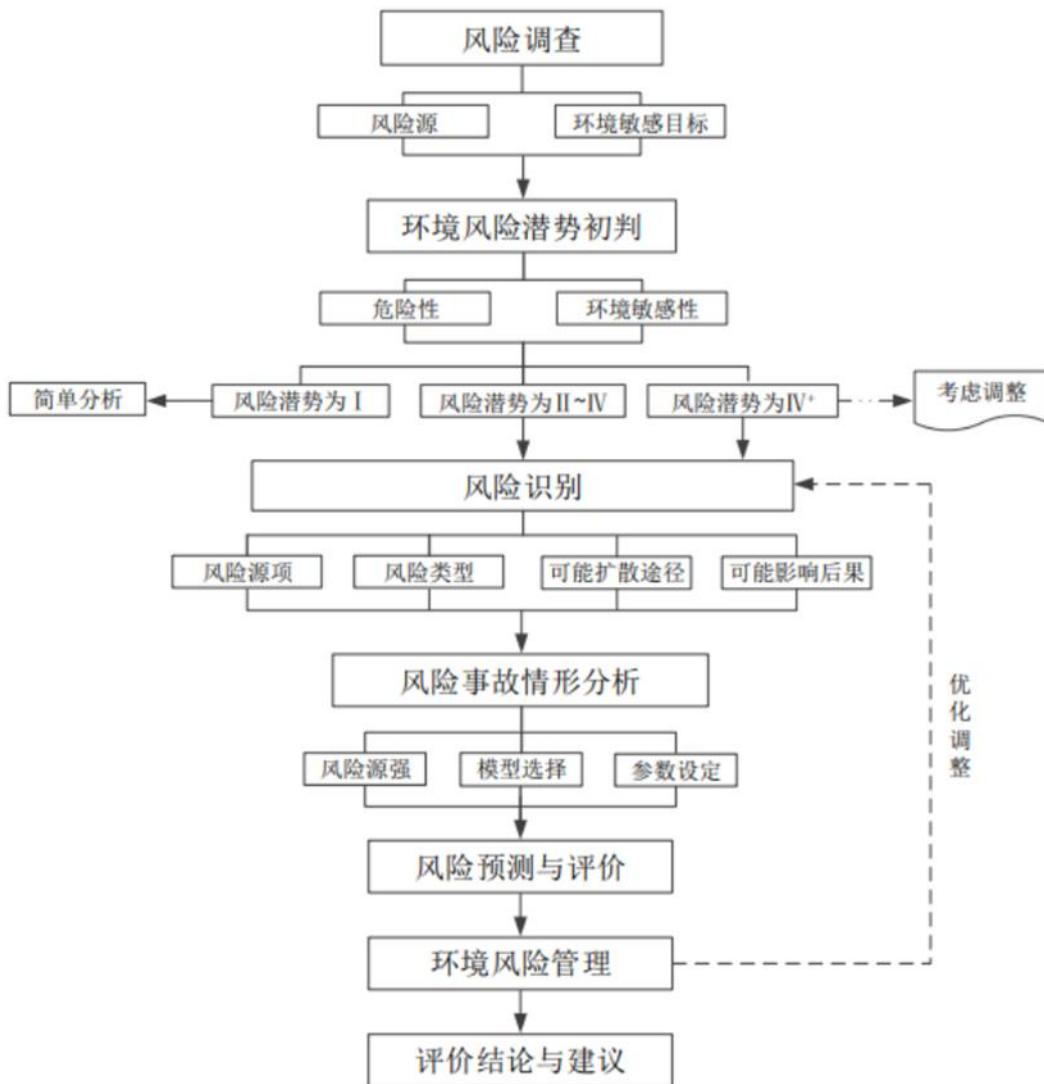 风险调查
风险源
环境敏感目标
环境风险潜势初判
危险性
环境敏感性
简单分析
风险潜势为Ⅰ
风险潜势为Ⅱ~Ⅳ
风险潜势为Ⅳ⁺
考虑调整
风险识别
风险源项
风险类型
可能扩散途径
可能影响后果
风险事故情形分析
优化调整
风险源强
模型选择
参数设定
风险预测与评价
环境风险管理
评价结论与建议